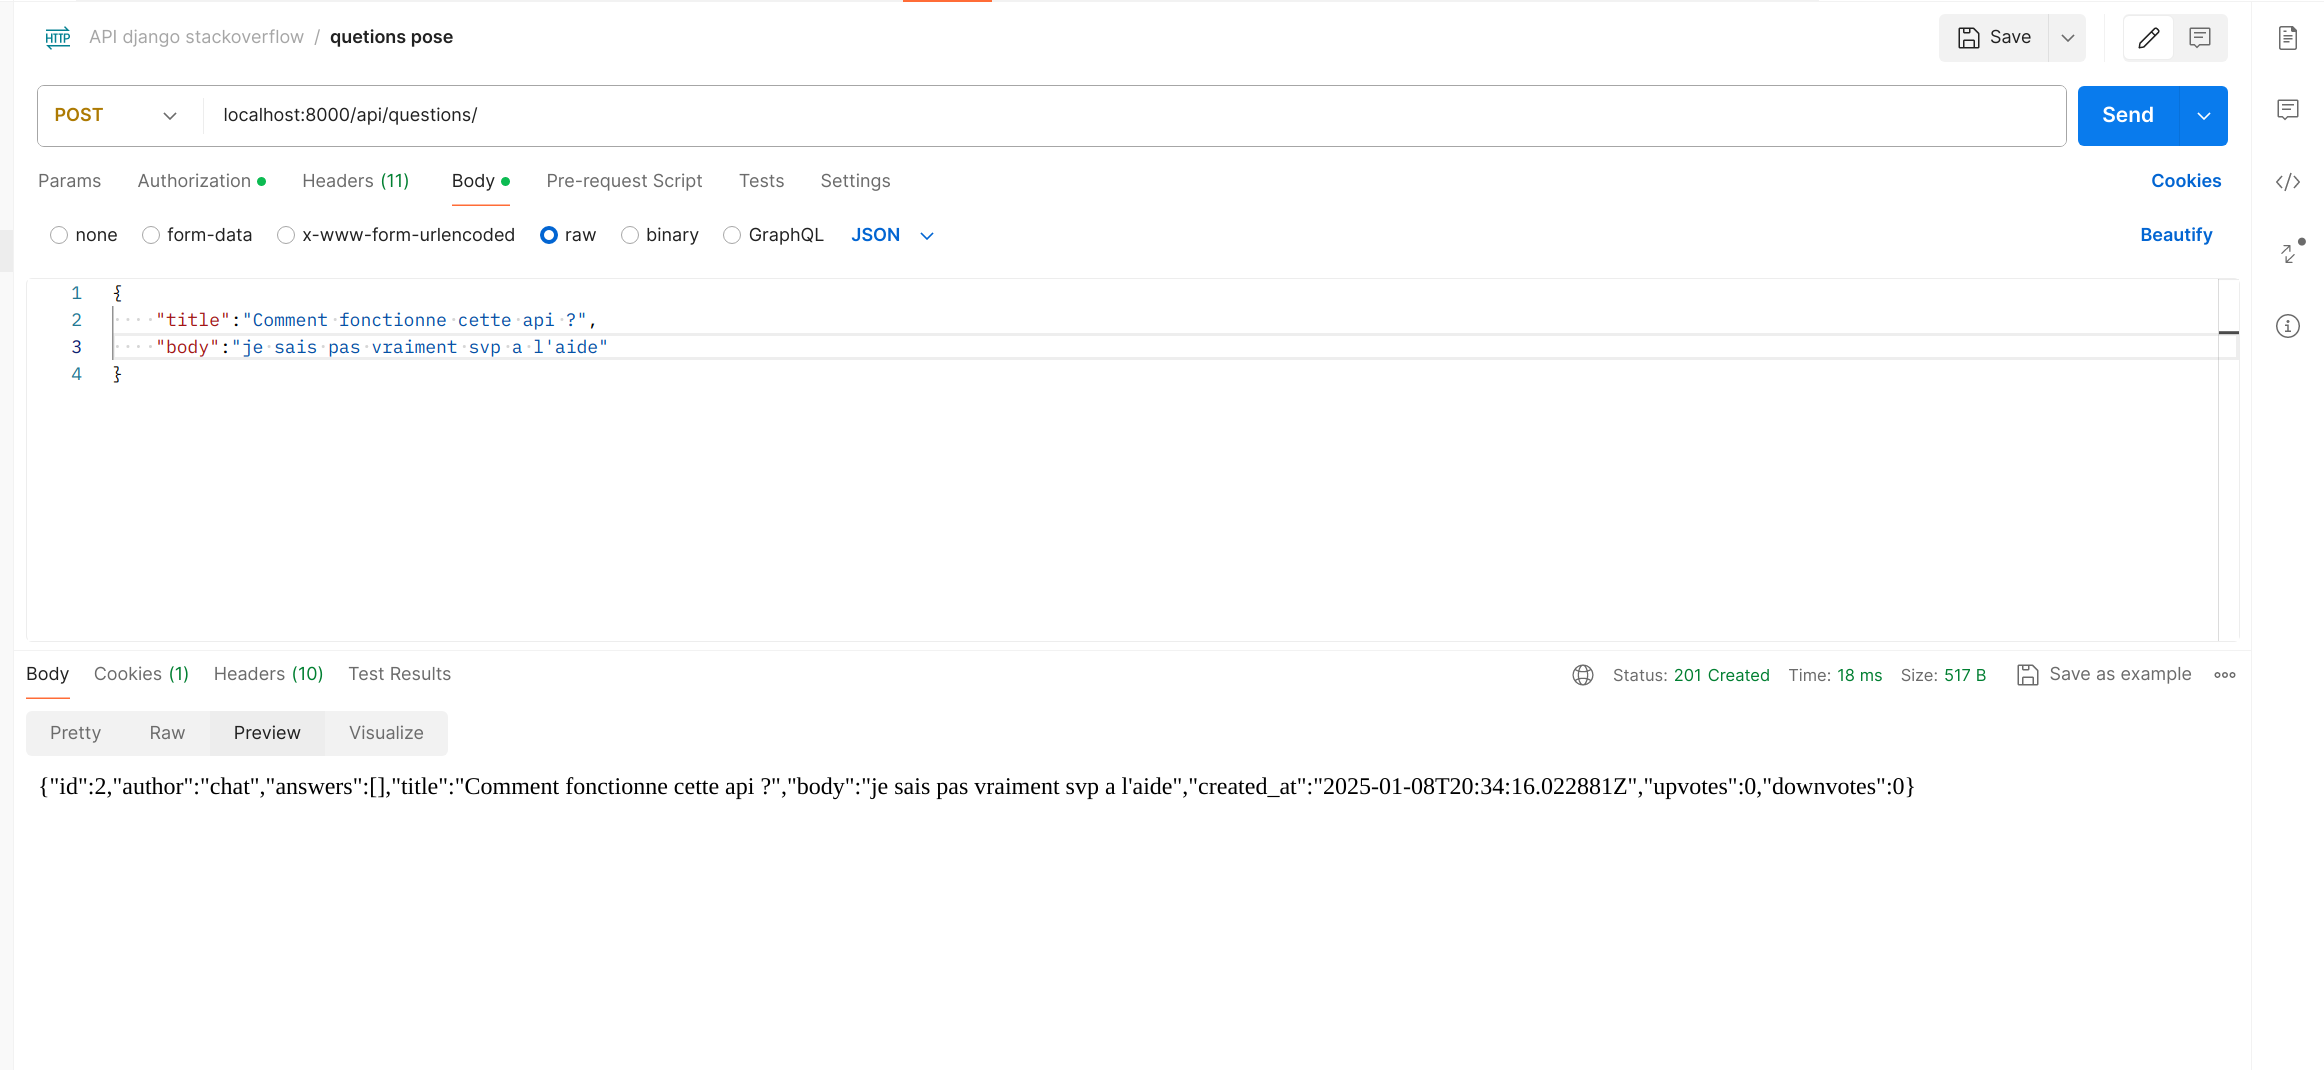 HTTP API django stackoverflow / quetions pose Save
POST localhost:8000/api/questions/ Send
Params Authorization Headers (11) Body Pre-request Script Tests Settings Cookies
none form-data x-www-form-urlencoded raw binary GraphQL JSON Beautify
1 {
2 "title":"Comment fonctionne cette api ?",
3 "body":"je sais pas vraiment svp a l'aide"
4 }
Body Cookies (1) Headers (10) Test Results Status: 201 Created Time: 18 ms Size: 517 B Save as example
Pretty Raw Preview Visualize
{"id":2,"author":"chat","answers":[],"title":"Comment fonctionne cette api ?","body":"je sais pas vraiment svp a l'aide","created_at":"2025-01-08T20:34:16.022881Z","upvotes":0,"downvotes":0}